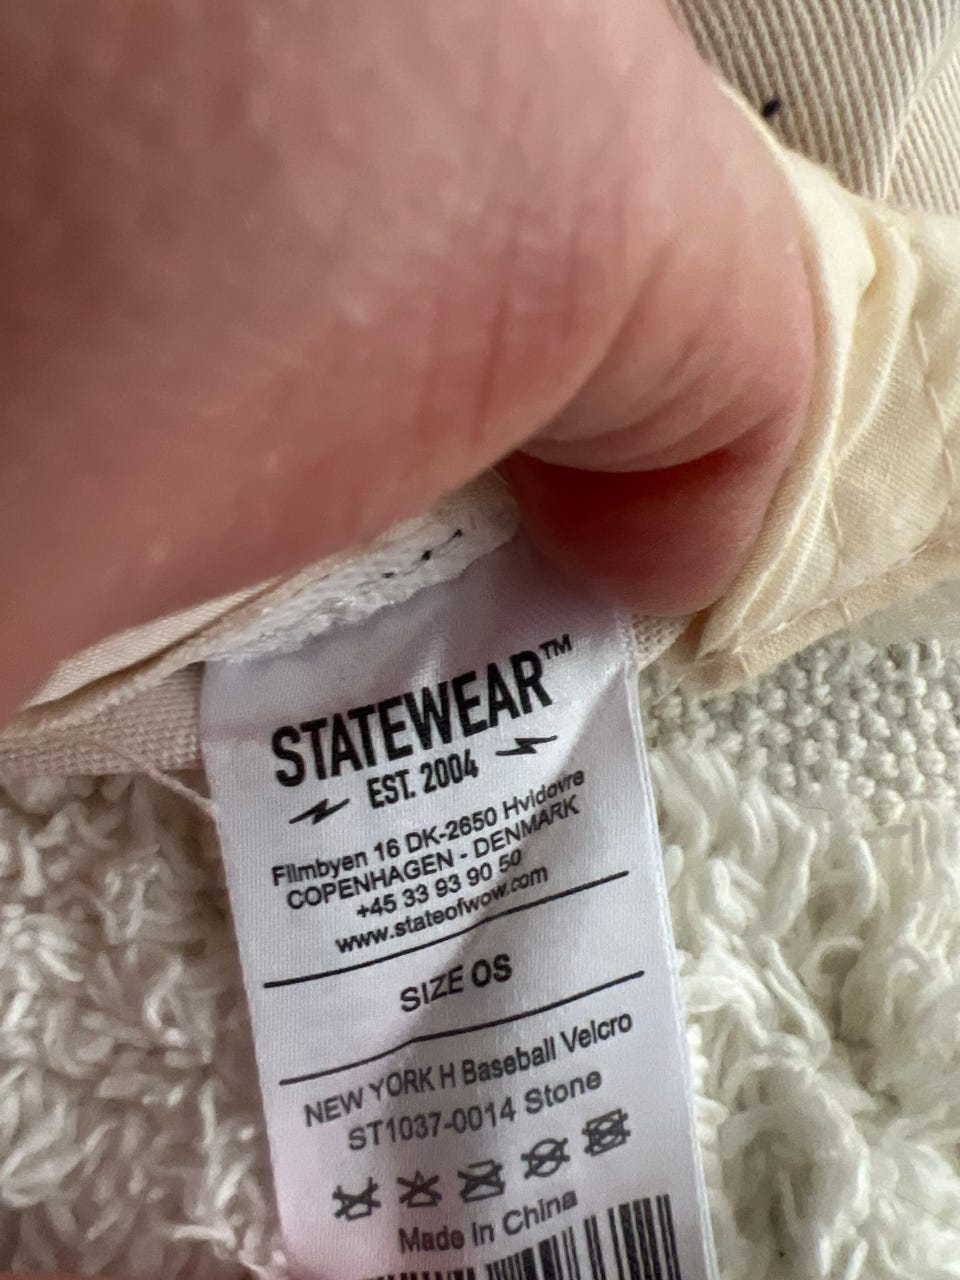 STATEWEAR™
EST. 2004
Filmbyen 16 DK-2650 Hvidovre
COPENHAGEN - DENMARK
+45 33 93 90 50
www.stateofwow.com
SIZE OS
NEW YORK H Baseball Velcro
ST1037-0014 Stone
Made In China